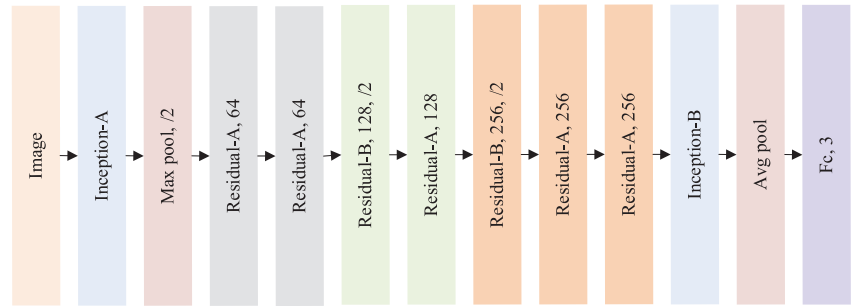 Image
Inception-A
Max pool, /2
Residual-A, 64
Residual-A, 64
Residual-B, 128, /2
Residual-A, 128
Residual-B, 256, /2
Residual-A, 256
Residual-A, 256
Inception-B
Avg pool
Fc, 3